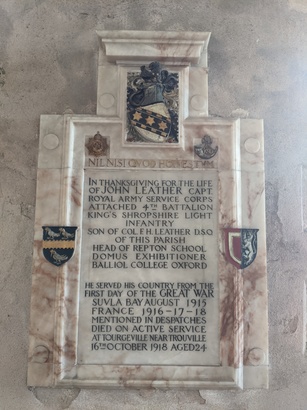 NIL NISI QUOD HONESTUM
IN THANKSGIVING FOR THE LIFE
OF JOHN LEATHER CAPT
ROYAL ARMY SERVICE CORPS
ATTACHED 4TH BATTALION
KING'S SHROPSHIRE LIGHT
INFANTRY
SON OF COL F.H. LEATHER D.S.O.
OF THIS PARISH
HEAD OF REPTON SCHOOL
DOMUS EXHIBITIONER
BALLIOL COLLEGE OXFORD
HE SERVED HIS COUNTRY FROM THE
FIRST DAY OF THE GREAT WAR
SUVLA BAY AUGUST 1915
FRANCE 1916-17-18
MENTIONED IN DESPATCHES
DIED ON ACTIVE SERVICE
AT TOURGEVILLE NEAR TROUVILLE
16TH OCTOBER 1918 AGED 24